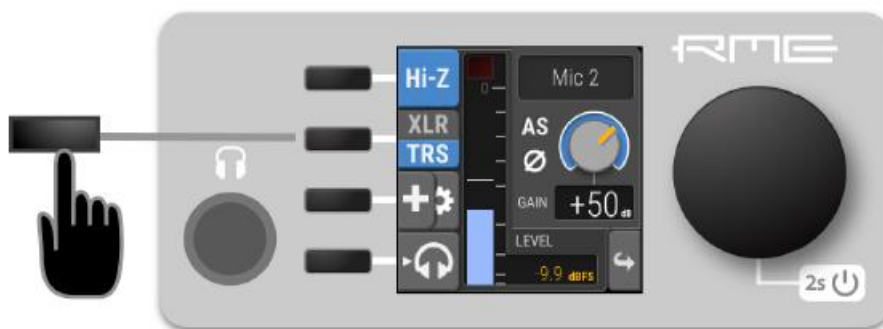 RME
Hi-Z
XLR
TRS
0
Mic 2
AS
GAIN
+50 dB
LEVEL
-9.9 dBFS
2s